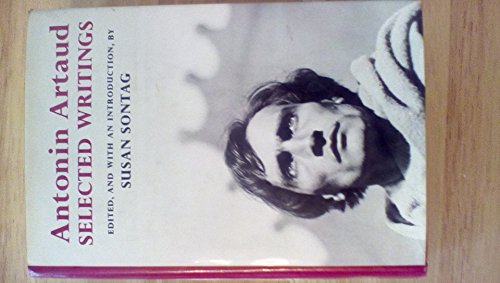 Antonin Artaud
SELECTED WRITINGS
EDITED, AND WITH AN INTRODUCTION, BY
SUSAN SONTAG